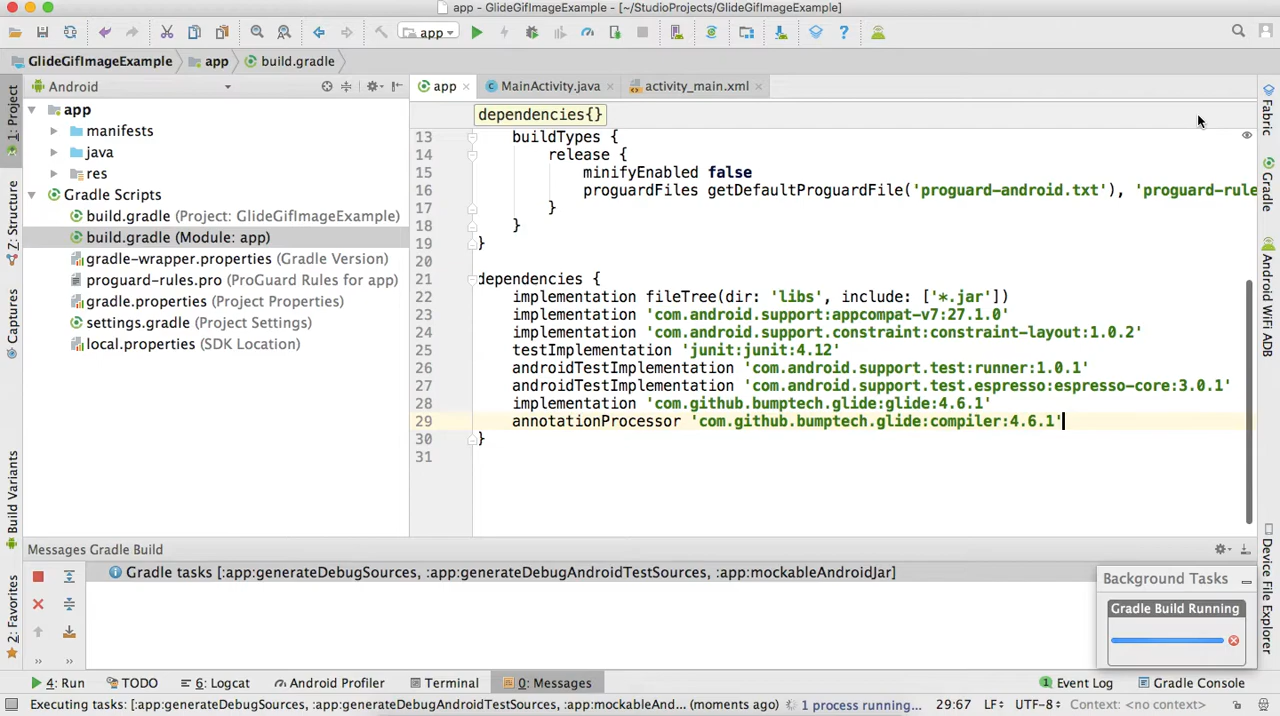 app - GlideGifImageExample - [~/StudioProjects/GlideGifImageExample]
app
GlideGifImageExample
app
build.gradle
Android
app
MainActivity.java
activity_main.xml
1: Project
Z: Structure
Captures
Build Variants
2: Favorites
app
manifests
java
res
Gradle Scripts
build.gradle (Project: GlideGifImageExample)
build.gradle (Module: app)
gradle-wrapper.properties (Gradle Version)
proguard-rules.pro (ProGuard Rules for app)
gradle.properties (Project Properties)
settings.gradle (Project Settings)
local.properties (SDK Location)
dependencies{}
13 buildTypes {
14 release {
15 minifyEnabled false
16 proguardFiles getDefaultProguardFile('proguard-android.txt'), 'proguard-rule
17 }
18 }
19 }
20
21 dependencies {
22 implementation fileTree(dir: 'libs', include: ['*.jar'])
23 implementation 'com.android.support:appcompat-v7:27.1.0'
24 implementation 'com.android.support.constraint:constraint-layout:1.0.2'
25 testImplementation 'junit:junit:4.12'
26 androidTestImplementation 'com.android.support.test:runner:1.0.1'
27 androidTestImplementation 'com.android.support.test.espresso:espresso-core:3.0.1'
28 implementation 'com.github.bumptech.glide:glide:4.6.1'
29 annotationProcessor 'com.github.bumptech.glide:compiler:4.6.1'
30 }
31
Fabric
Gradle
Android WiFi ADB
Device File Explorer
Messages Gradle Build
Gradle tasks [:app:generateDebugSources, :app:generateDebugAndroidTestSources, :app:mockableAndroidJar]
Background Tasks
Gradle Build Running
4: Run
TODO
6: Logcat
Android Profiler
Terminal
0: Messages
1 Event Log
Gradle Console
Executing tasks: [:app:generateDebugSources, :app:generateDebugAndroidTestSources, :app:mockableAnd... (moments ago)
1 process running...
29:67
LF
UTF-8
Context: <no context>